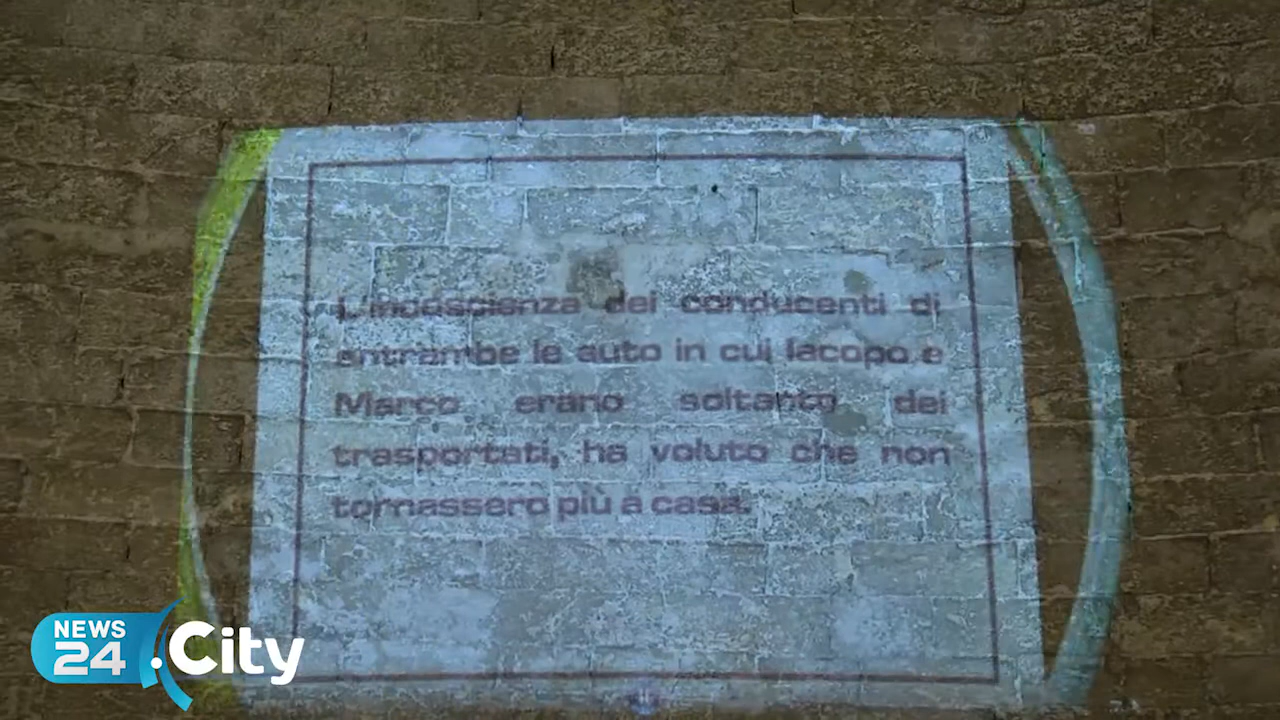 L'incoscienza dei conducenti di
entrambe le auto in cui Iacopo e
Marco erano soltanto dei
trasportati, ha voluto che non
tornassero più a casa.
NEWS
24 .City